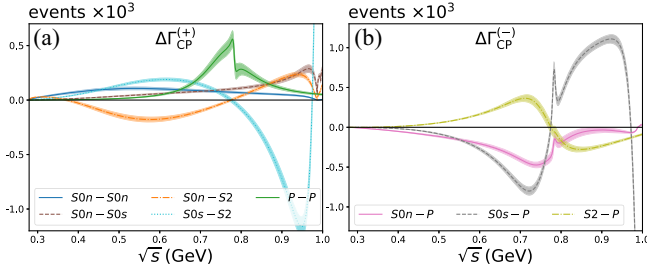 events ×10³
(a)
ΔΓCP(+)
0.5
0.0
-0.5
-1.0
S0n−S0n
S0n−S2
P−P
S0n−S0s
S0s−S2
0.3 0.4 0.5 0.6 0.7 0.8 0.9 1.0
√s (GeV)
events ×10³
(b)
ΔΓCP(−)
1.0
0.5
0.0
-0.5
-1.0
S0n−P
S0s−P
S2−P
0.3 0.4 0.5 0.6 0.7 0.8 0.9 1.0
√s (GeV)